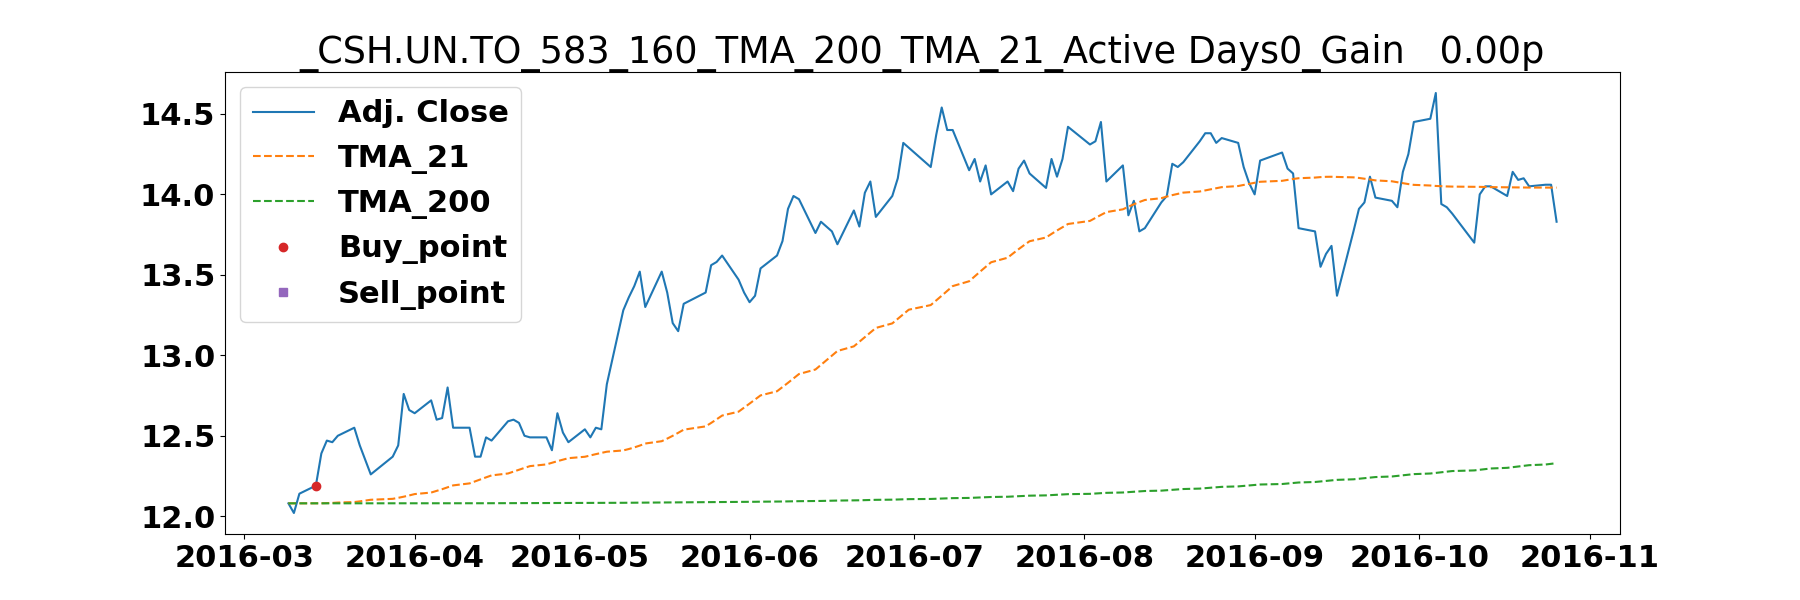 _CSH.UN.TO_583_160_TMA_200_TMA_21_Active Days0_Gain   0.00p
Adj. Close
TMA_21
TMA_200
Buy_point
Sell_point
14.5
14.0
13.5
13.0
12.5
12.0
2016-03 2016-04 2016-05 2016-06 2016-07 2016-08 2016-09 2016-10 2016-11